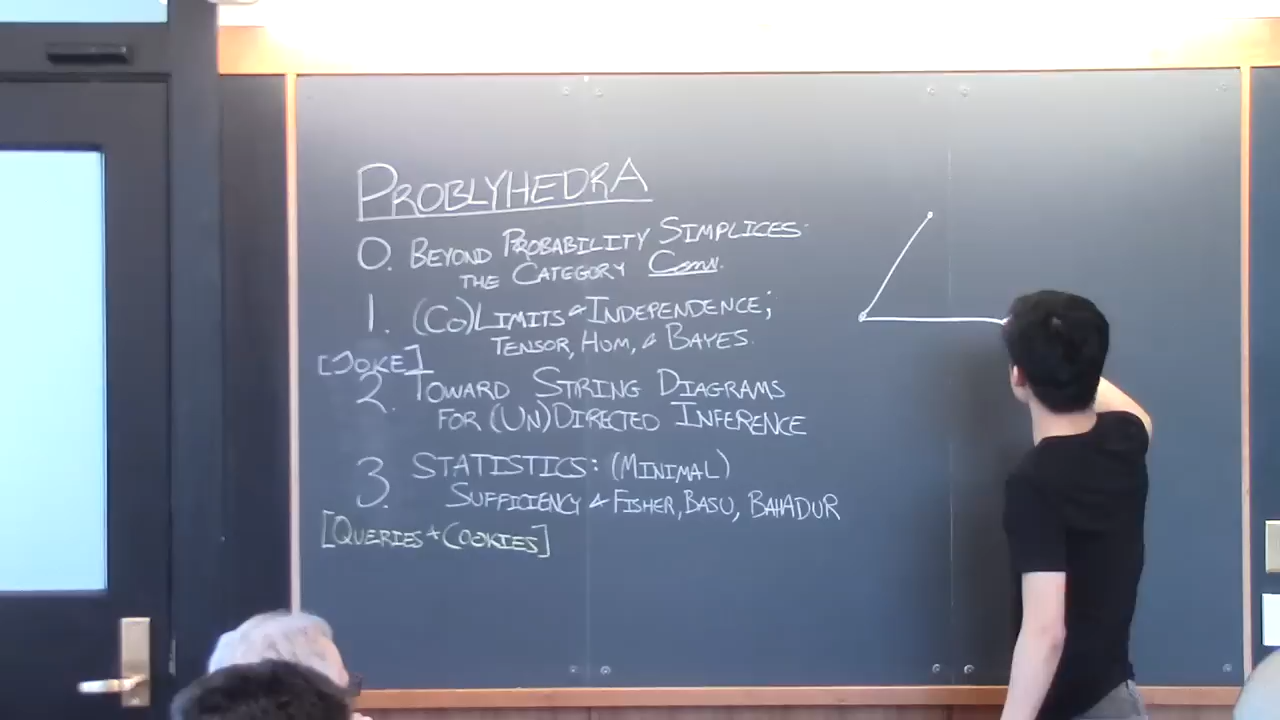 PROBLYHEDRA
0. BEYOND PROBABILITY SIMPLICES:
THE CATEGORY Conv.
1. (CO)LIMITS & INDEPENDENCE;
TENSOR, HOM, & BAYES.
[JOKE]
2. TOWARD STRING DIAGRAMS
FOR (UN)DIRECTED INFERENCE
3. STATISTICS: (MINIMAL)
SUFFICIENCY & FISHER, BASU, BAHADUR
[QUERIES + COOKIES]